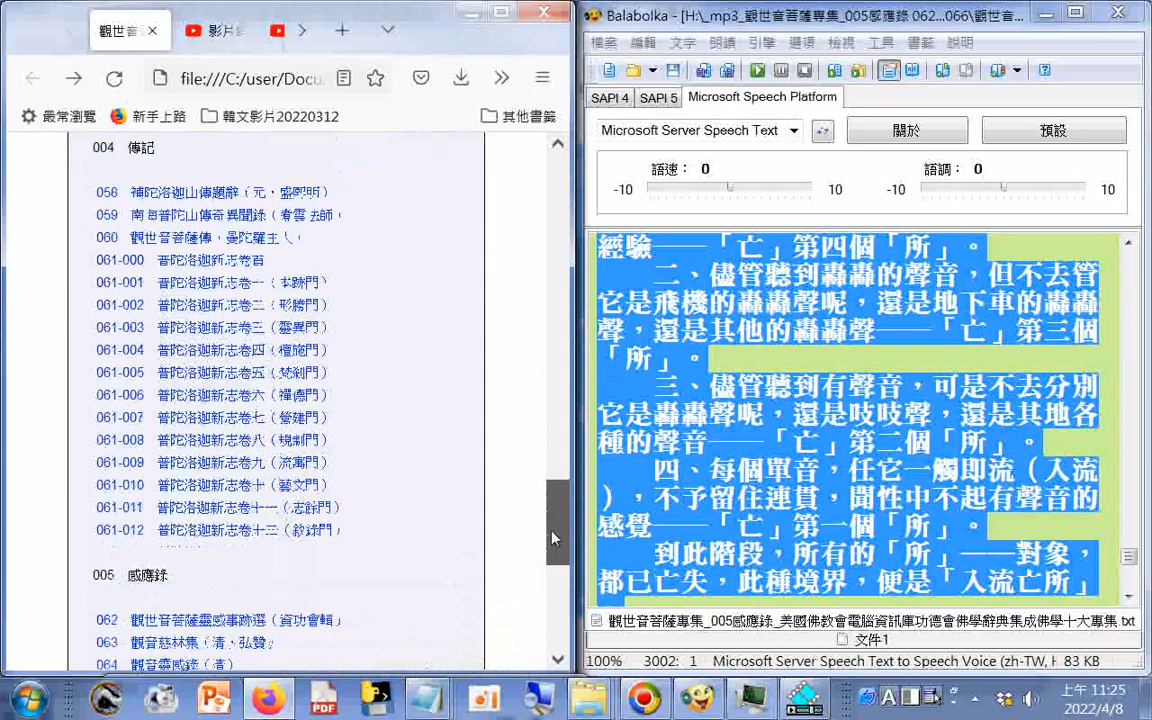 觀世音
影片
file:///C:/user/Docu
最常瀏覽
新手上路
韓文影片20220312
其他書籤
004 傳記
058 補陀洛迦山傳題辭（元，盛熙明）
059 南海普陀山傳奇異聞錄（煮雲法師）
060 觀世音菩薩傳，曼陀羅主人，
061-000 普陀洛迦新志卷首
061-001 普陀洛迦新志卷一（本跡門）
061-002 普陀洛迦新志卷二（形勝門）
061-003 普陀洛迦新志卷三（靈異門）
061-004 普陀洛迦新志卷四（檀施門）
061-005 普陀洛迦新志卷五（梵剎門）
061-006 普陀洛迦新志卷六（禪德門）
061-007 普陀洛迦新志卷七（營建門）
061-008 普陀洛迦新志卷八（規制門）
061-009 普陀洛迦新志卷九（流寓門）
061-010 普陀洛迦新志卷十（藝文門）
061-011 普陀洛迦新志卷十一（志餘門）
061-012 普陀洛迦新志卷十二（敘錄門）
005 感應錄
062 觀世音菩薩靈感事跡選（資功會輯）
063 觀音慈林集（清，弘贊）
064 觀音靈感錄（清）
Balabolka - [H:\_mp3_觀世音菩薩專集_005感應錄 062...066\觀世音...
檔案 編輯 文字 朗讀 引擎 選項 檢視 工具 書籤 說明
SAPI 4 SAPI 5 Microsoft Speech Platform
Microsoft Server Speech Text
關於
預設
語速： 0
語調： 0
-10 10 -10 10
經驗——「亡」第四個「所」。
二、儘管聽到轟轟的聲音，但不去管
它是飛機的轟轟聲呢，還是地下車的轟轟
聲，還是其他的轟轟聲——「亡」第三個
「所」。
三、儘管聽到有聲音，可是不去分別
它是轟轟聲呢，還是吱吱聲，還是其地各
種的聲音——「亡」第二個「所」。
四、每個單音，任它一觸即流（入流
），不予留住連貫，聞性中不起有聲音的
感覺——「亡」第一個「所」。
到此階段，所有的「所」——對象，
都已亡失，此種境界，便是「入流亡所」
觀世音菩薩專集_005感應錄_美國佛教會電腦資訊庫功德會佛學辭典集成佛學十大專集 txt
文件1
100% 3002: 1 Microsoft Server Speech Text to Speech Voice (zh-TW, H 83 KB
上午 11:25
2022/4/8